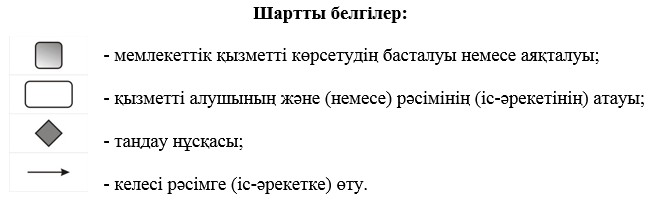 Шартты белгілер:
- мемлекеттік қызметті көрсетудің басталуы немесе аяқталуы;
- қызметті алушының және (немесе) рәсімінің (іс-әрекетінің) атауы;
- таңдау нұсқасы;
- келесі рәсімге (іс-әрекетке) өту.